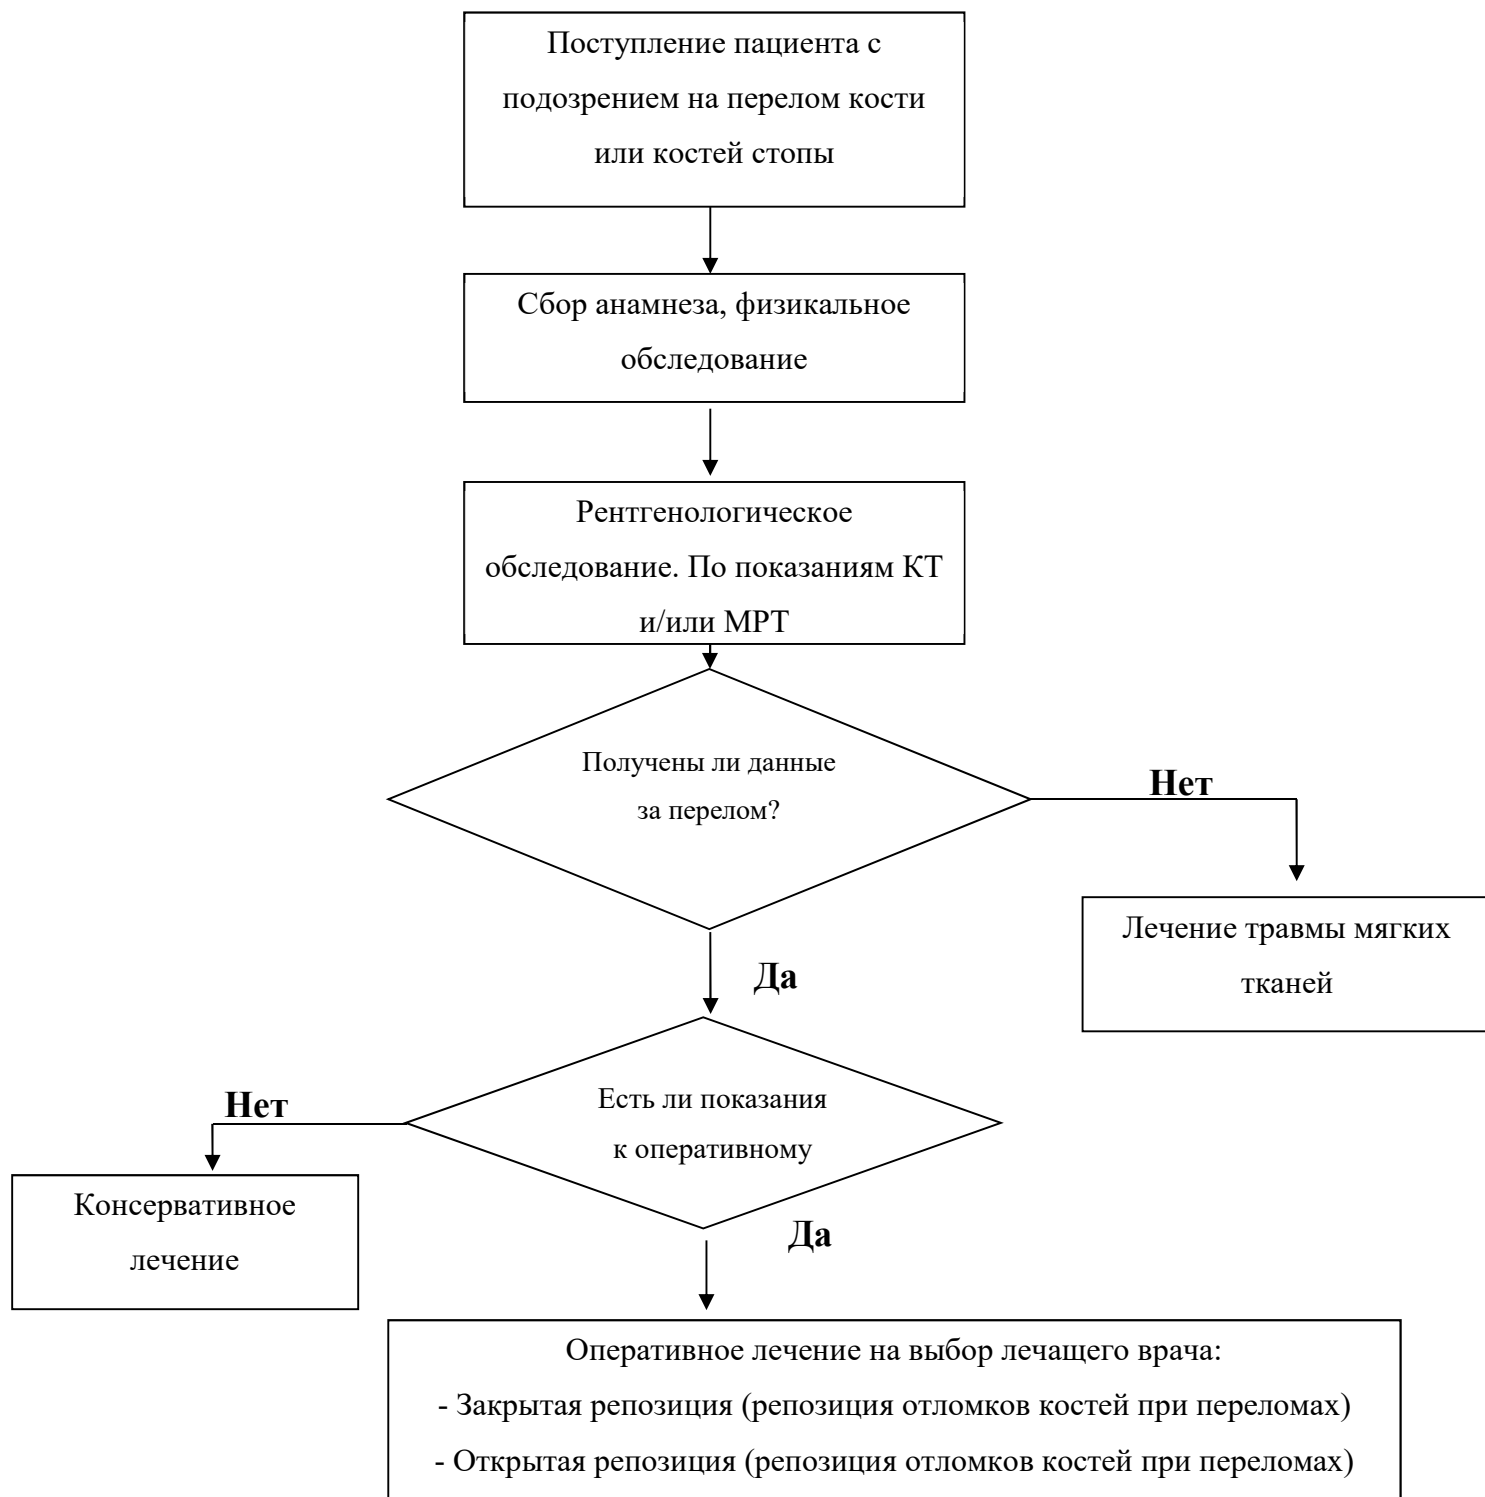 Поступление пациента с
подозрением на перелом кости
или костей стопы
Сбор анамнеза, физикальное
обследование
Рентгенологическое
обследование. По показаниям КТ
и/или МРТ
Получены ли данные
за перелом?
Нет
Лечение травмы мягких
тканей
Да
Есть ли показания
к оперативному
Нет
Консервативное
лечение
Да
Оперативное лечение на выбор лечащего врача:
- Закрытая репозиция (репозиция отломков костей при переломах)
- Открытая репозиция (репозиция отломков костей при переломах)